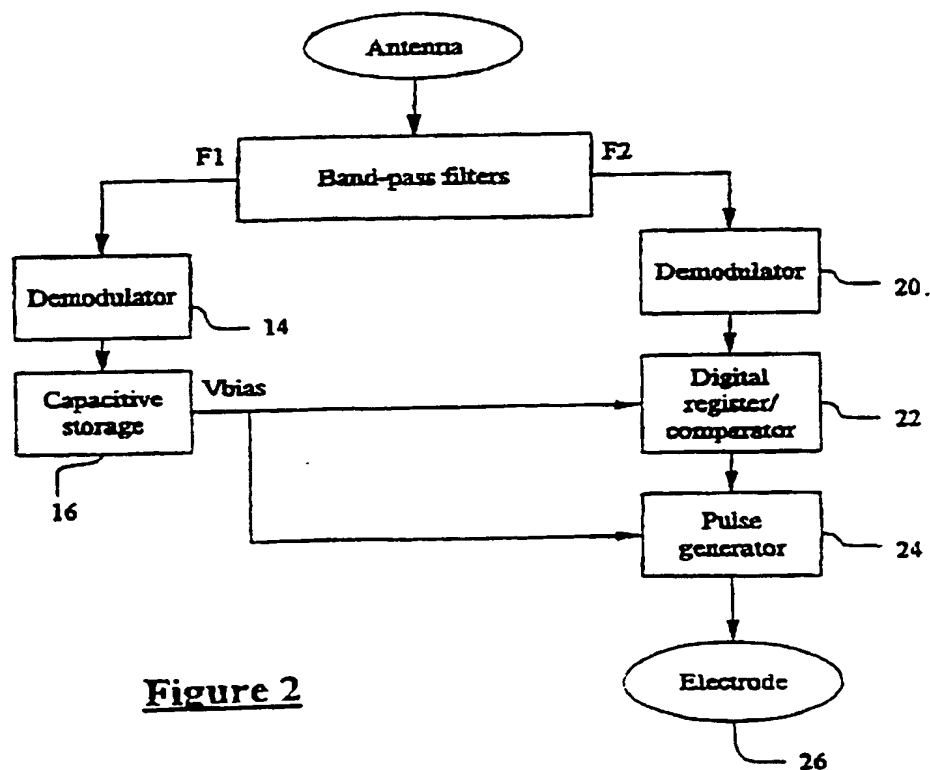 Antenna
F1
F2
Band-pass filters
Demodulator
14
Demodulator
20.
Capacitive
storage
16
Vbias
Digital
register/
comparator
22
Pulse
generator
24
Electrode
26
Figure 2